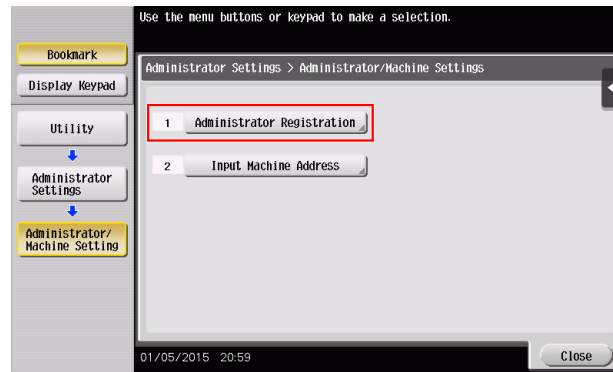 Use the menu buttons or keypad to make a selection.
Bookmark
Display Keypad
Utility
Administrator
Settings
Administrator/
Machine Setting
Administrator Settings > Administrator/Machine Settings
1 Administrator Registration
2 Input Machine Address
01/05/2015 20:59
Close